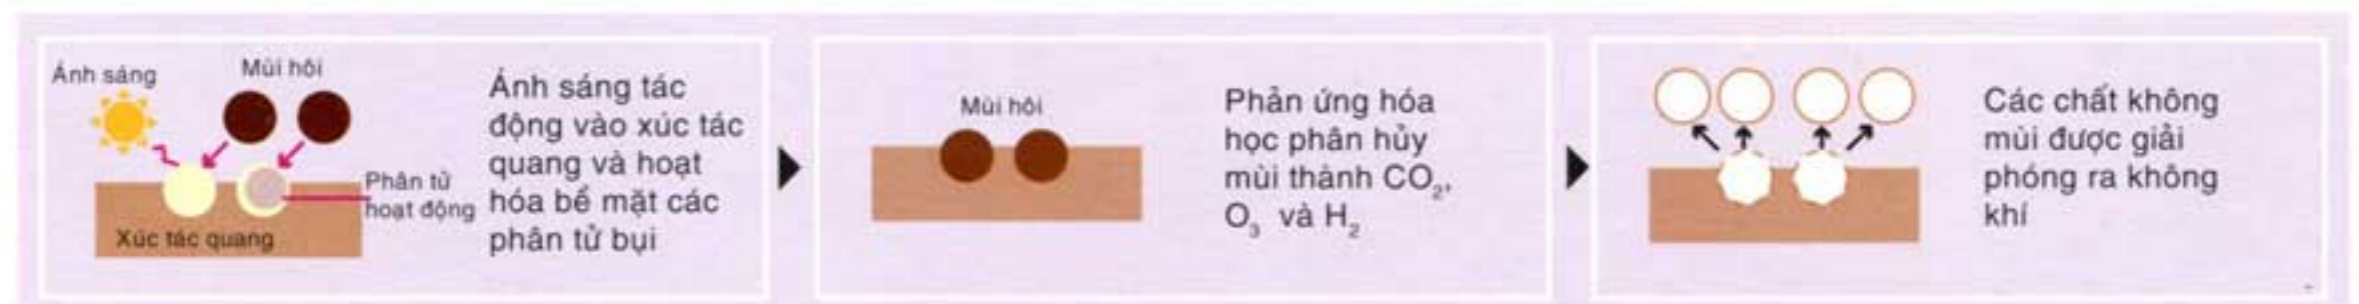 Ánh sáng
Mùi hôi
Phân tử
hoạt động
Xúc tác quang
Ánh sáng tác
động vào xúc tác
quang và hoạt
hóa bề mặt các
phân tử bụi
Mùi hôi
Phản ứng hóa
học phân hủy
mùi thành CO₂,
O₃ và H₂
Các chất không
mùi được giải
phóng ra không
khí